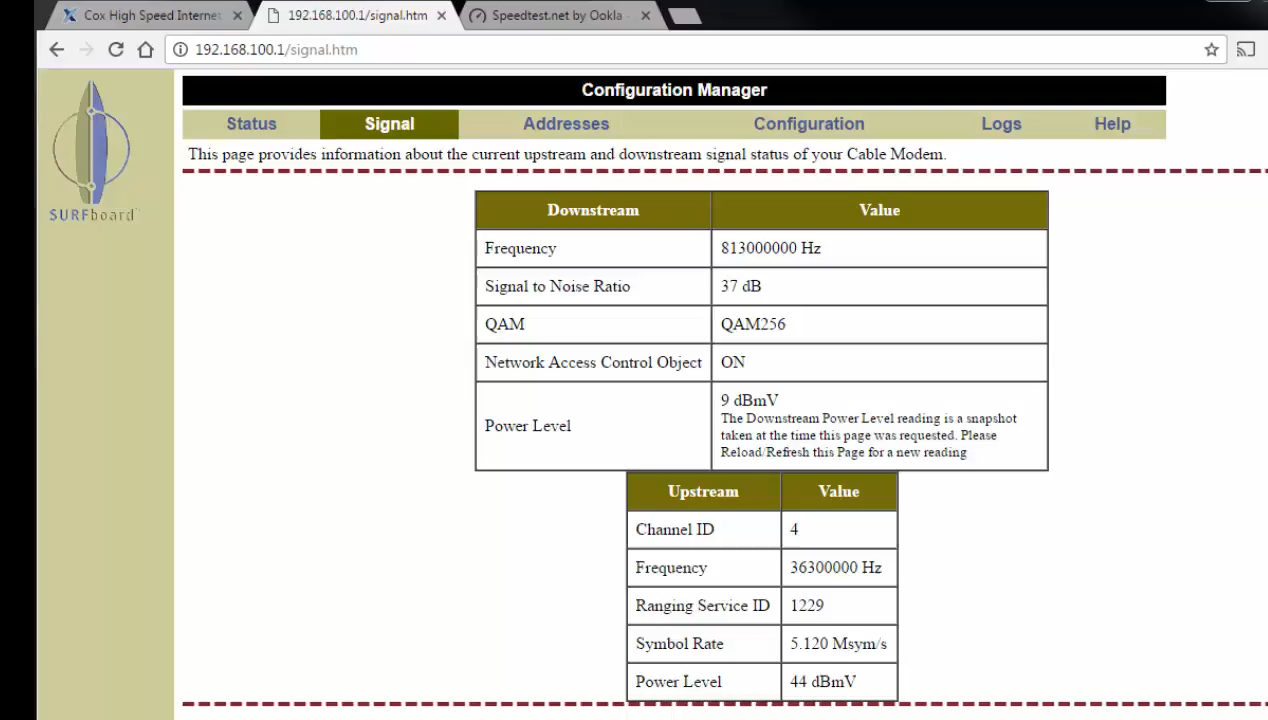 Cox High Speed Internet
192.168.100.1/signal.htm
Speedtest.net by Ookla -
192.168.100.1/signal.htm
SURFboard
Configuration Manager
Status Signal Addresses Configuration Logs Help
This page provides information about the current upstream and downstream signal status of your Cable Modem.
Downstream Value
Frequency 813000000 Hz
Signal to Noise Ratio 37 dB
QAM QAM256
Network Access Control Object ON
Power Level 9 dBmV
The Downstream Power Level reading is a snapshot
taken at the time this page was requested. Please
Reload/Refresh this Page for a new reading
Upstream Value
Channel ID 4
Frequency 36300000 Hz
Ranging Service ID 1229
Symbol Rate 5.120 Msym/s
Power Level 44 dBmV